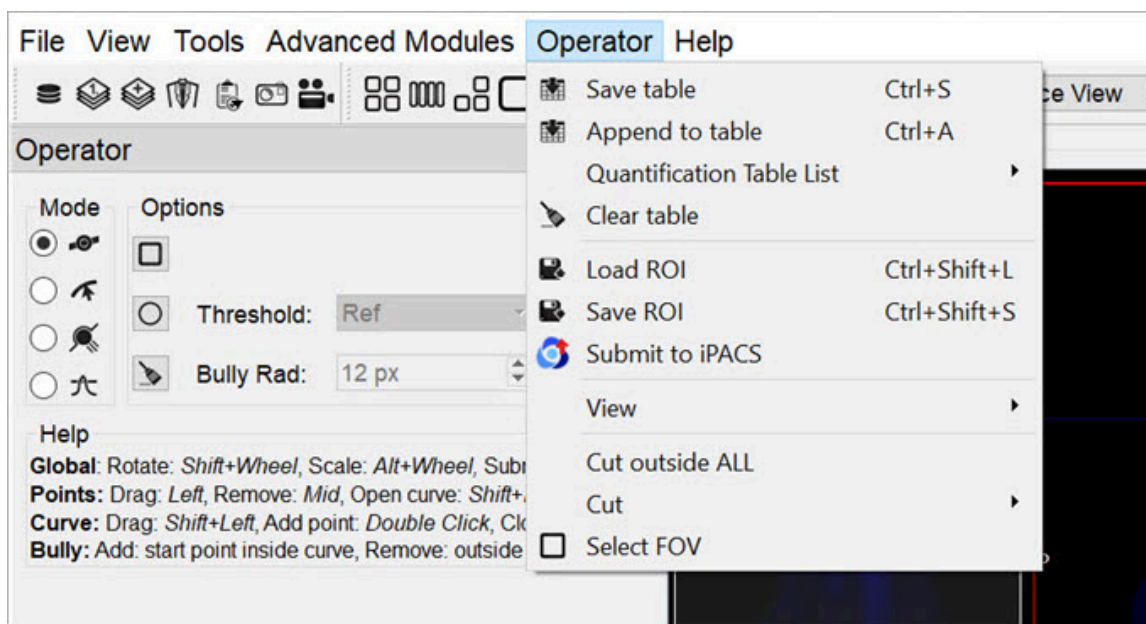 File View Tools Advanced Modules Operator Help
Save table Ctrl+S
ce View
Append to table Ctrl+A
Operator
Quantification Table List
Mode Options
Clear table
Load ROI Ctrl+Shift+L
Threshold: Ref
Save ROI Ctrl+Shift+S
Submit to iPACS
Bully Rad: 12 px
View
Help
Global: Rotate: Shift+Wheel, Scale: Alt+Wheel,
Cut outside ALL
Points: Drag: Left, Remove: Mid, Open curve: Shift+
Cut
Curve: Drag: Shift+Left, Add point: Double Click,
Bully: Add: start point inside curve, Remove: outside
Select FOV